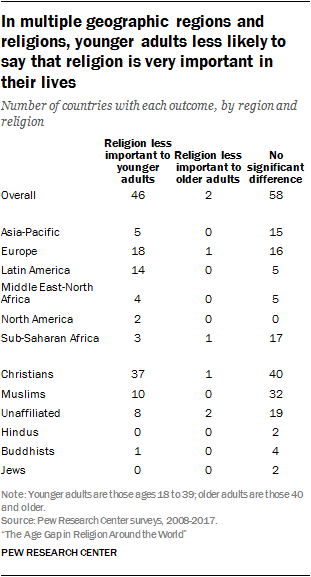 In multiple geographic regions and
religions, younger adults less likely to
say that religion is very important in
their lives
Number of countries with each outcome, by region and
religion
Religion less important to younger adults Religion less important to older adults No significant difference
Overall 46 2 58
Asia-Pacific 5 0 15
Europe 18 1 16
Latin America 14 0 5
Middle East-North
Africa 4 0 5
North America 2 0 0
Sub-Saharan Africa 3 1 17
Christians 37 1 40
Muslims 10 0 32
Unaffiliated 8 2 19
Hindus 0 0 2
Buddhists 1 0 4
Jews 0 0 2
Note: Younger adults are those ages 18 to 39; older adults are those 40
and older.
Source: Pew Research Center surveys, 2008-2017.
“The Age Gap in Religion Around the World”
PEW RESEARCH CENTER